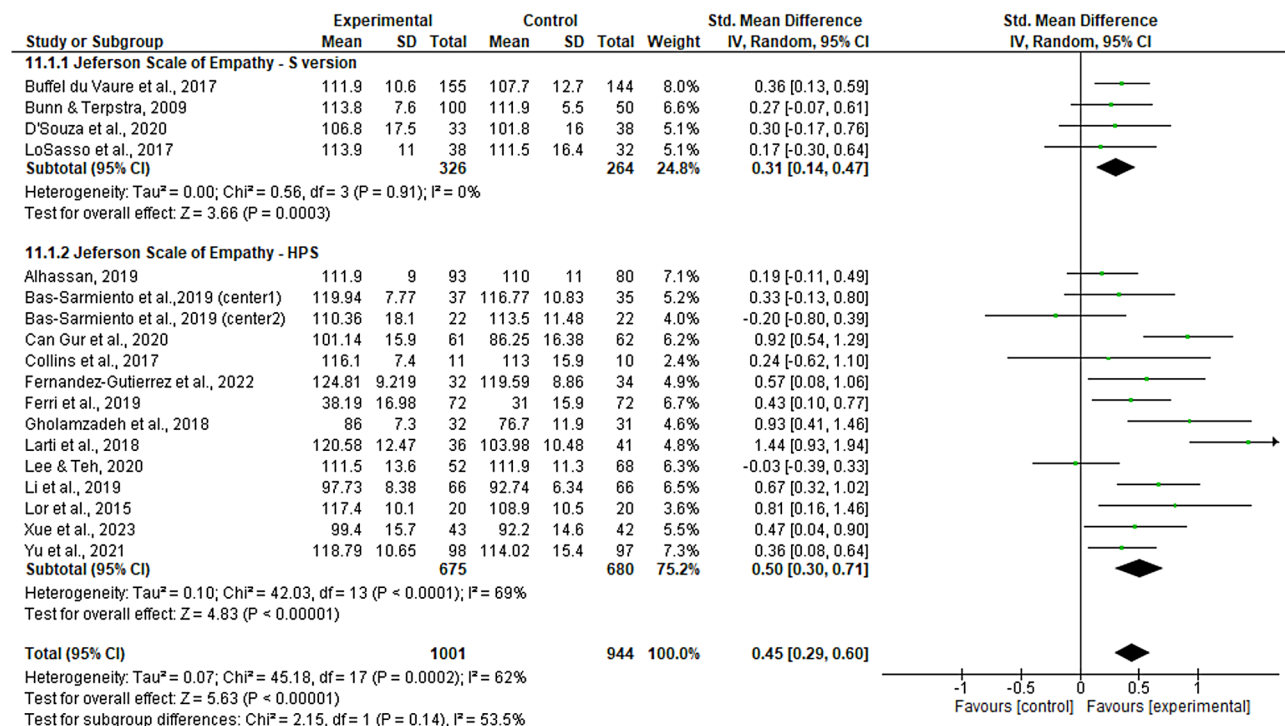 Experimental Control Std. Mean Difference Std. Mean Difference
Study or Subgroup Mean SD Total Mean SD Total Weight IV, Random, 95% CI IV, Random, 95% CI
11.1.1 Jeferson Scale of Empathy - S version
Buffel du Vaure et al., 2017 111.9 10.6 155 107.7 12.7 144 8.0% 0.36 [0.13, 0.59]
Bunn & Terpstra, 2009 113.8 7.6 100 111.9 5.5 50 6.6% 0.27 [-0.07, 0.61]
D'Souza et al., 2020 106.8 17.5 33 101.8 16 38 5.1% 0.30 [-0.17, 0.76]
LoSasso et al., 2017 113.9 11 38 111.5 16.4 32 5.1% 0.17 [-0.30, 0.64]
Subtotal (95% CI) 326 264 24.8% 0.31 [0.14, 0.47]
Heterogeneity: Tau² = 0.00; Chi² = 0.56, df = 3 (P = 0.91); I² = 0%
Test for overall effect: Z = 3.66 (P = 0.0003)
11.1.2 Jeferson Scale of Empathy - HPS
Alhassan, 2019 111.9 9 93 110 11 80 7.1% 0.19 [-0.11, 0.49]
Bas-Sarmiento et al.,2019 (center1) 119.94 7.77 37 116.77 10.83 35 5.2% 0.33 [-0.13, 0.80]
Bas-Sarmiento et al., 2019 (center2) 110.36 18.1 22 113.5 11.48 22 4.0% -0.20 [-0.80, 0.39]
Can Gur et al., 2020 101.14 15.9 61 86.25 16.38 62 6.2% 0.92 [0.54, 1.29]
Collins et al., 2017 116.1 7.4 11 113 15.9 10 2.4% 0.24 [-0.62, 1.10]
Fernandez-Gutierrez et al., 2022 124.81 9.219 32 119.59 8.86 34 4.9% 0.57 [0.08, 1.06]
Ferri et al., 2019 38.19 16.98 72 31 15.9 72 6.7% 0.43 [0.10, 0.77]
Gholamzadeh et al., 2018 86 7.3 32 76.7 11.9 31 4.6% 0.93 [0.41, 1.46]
Larti et al., 2018 120.58 12.47 36 103.98 10.48 41 4.8% 1.44 [0.93, 1.94]
Lee & Teh, 2020 111.5 13.6 52 111.9 11.3 68 6.3% -0.03 [-0.39, 0.33]
Li et al., 2019 97.73 8.38 66 92.74 6.34 66 6.5% 0.67 [0.32, 1.02]
Lor et al., 2015 117.4 10.1 20 108.9 10.5 20 3.6% 0.81 [0.16, 1.46]
Xue et al., 2023 99.4 15.7 43 92.2 14.6 42 5.5% 0.47 [0.04, 0.90]
Yu et al., 2021 118.79 10.65 98 114.02 15.4 97 7.3% 0.36 [0.08, 0.64]
Subtotal (95% CI) 675 680 75.2% 0.50 [0.30, 0.71]
Heterogeneity: Tau² = 0.10; Chi² = 42.03, df = 13 (P < 0.0001); I² = 69%
Test for overall effect: Z = 4.83 (P < 0.00001)
Total (95% CI) 1001 944 100.0% 0.45 [0.29, 0.60]
Heterogeneity: Tau² = 0.07; Chi² = 45.18, df = 17 (P = 0.0002); I² = 62%
Test for overall effect: Z = 5.63 (P < 0.00001)
Test for subgroup differences: Chi² = 2.15, df = 1 (P = 0.14), I² = 53.5%
-1 -0.5 0 0.5 1
Favours [control] Favours [experimental]